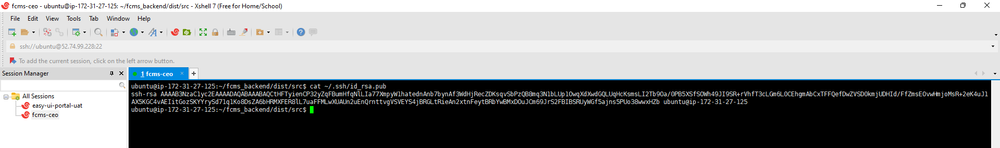 fcms-ceo - ubuntu@ip-172-31-27-125: ~/fcms_backend/dist/src - Xshell 7 (Free for Home/School)
File Edit View Tools Tab Window Help
ssh://ubuntu@52.74.99.228:22
To add the current session, click on the left arrow button.
Session Manager
1 fcms-ceo
All Sessions
easy-ui-portal-uat
fcms-ceo
ubuntu@ip-172-31-27-125:~/fcms_backend/dist/src$ cat ~/.ssh/id_rsa.pub
ssh-rsa AAAAB3NzaC1yc2EAAAADAQABAAABAQCtHFTyienCP32yZqFBumHfqNlLIa77XmpyW1hatednAnb7bynAf3WdHjRecZDKsqvSbPzQB8mq3N1bLUp1OwqXdXwdGQLUqHcKsmsLI2Tb9Oa/0PB5XSfSOWh49JI9SR+rVhfT3cLGm6L0CEhgmAbCxTFFQefDwZVSD0kmjUDHId/FfZmsEOvwHmjoMsR+2eK4uJ1
AX5KGC4vAEIitGozSKYYrySd71q1Ko8DsZA6bHRMXFER8lL7uaFFMLwXUAUn2uEnQrnttvgVSVEYS4jBRGLtRieAn2xtnFeytBRbYwBMxDOuJCm69JrS2FBIBSRUyWGf5ajns5PUo38wwxHZb ubuntu@ip-172-31-27-125
ubuntu@ip-172-31-27-125:~/fcms_backend/dist/src$